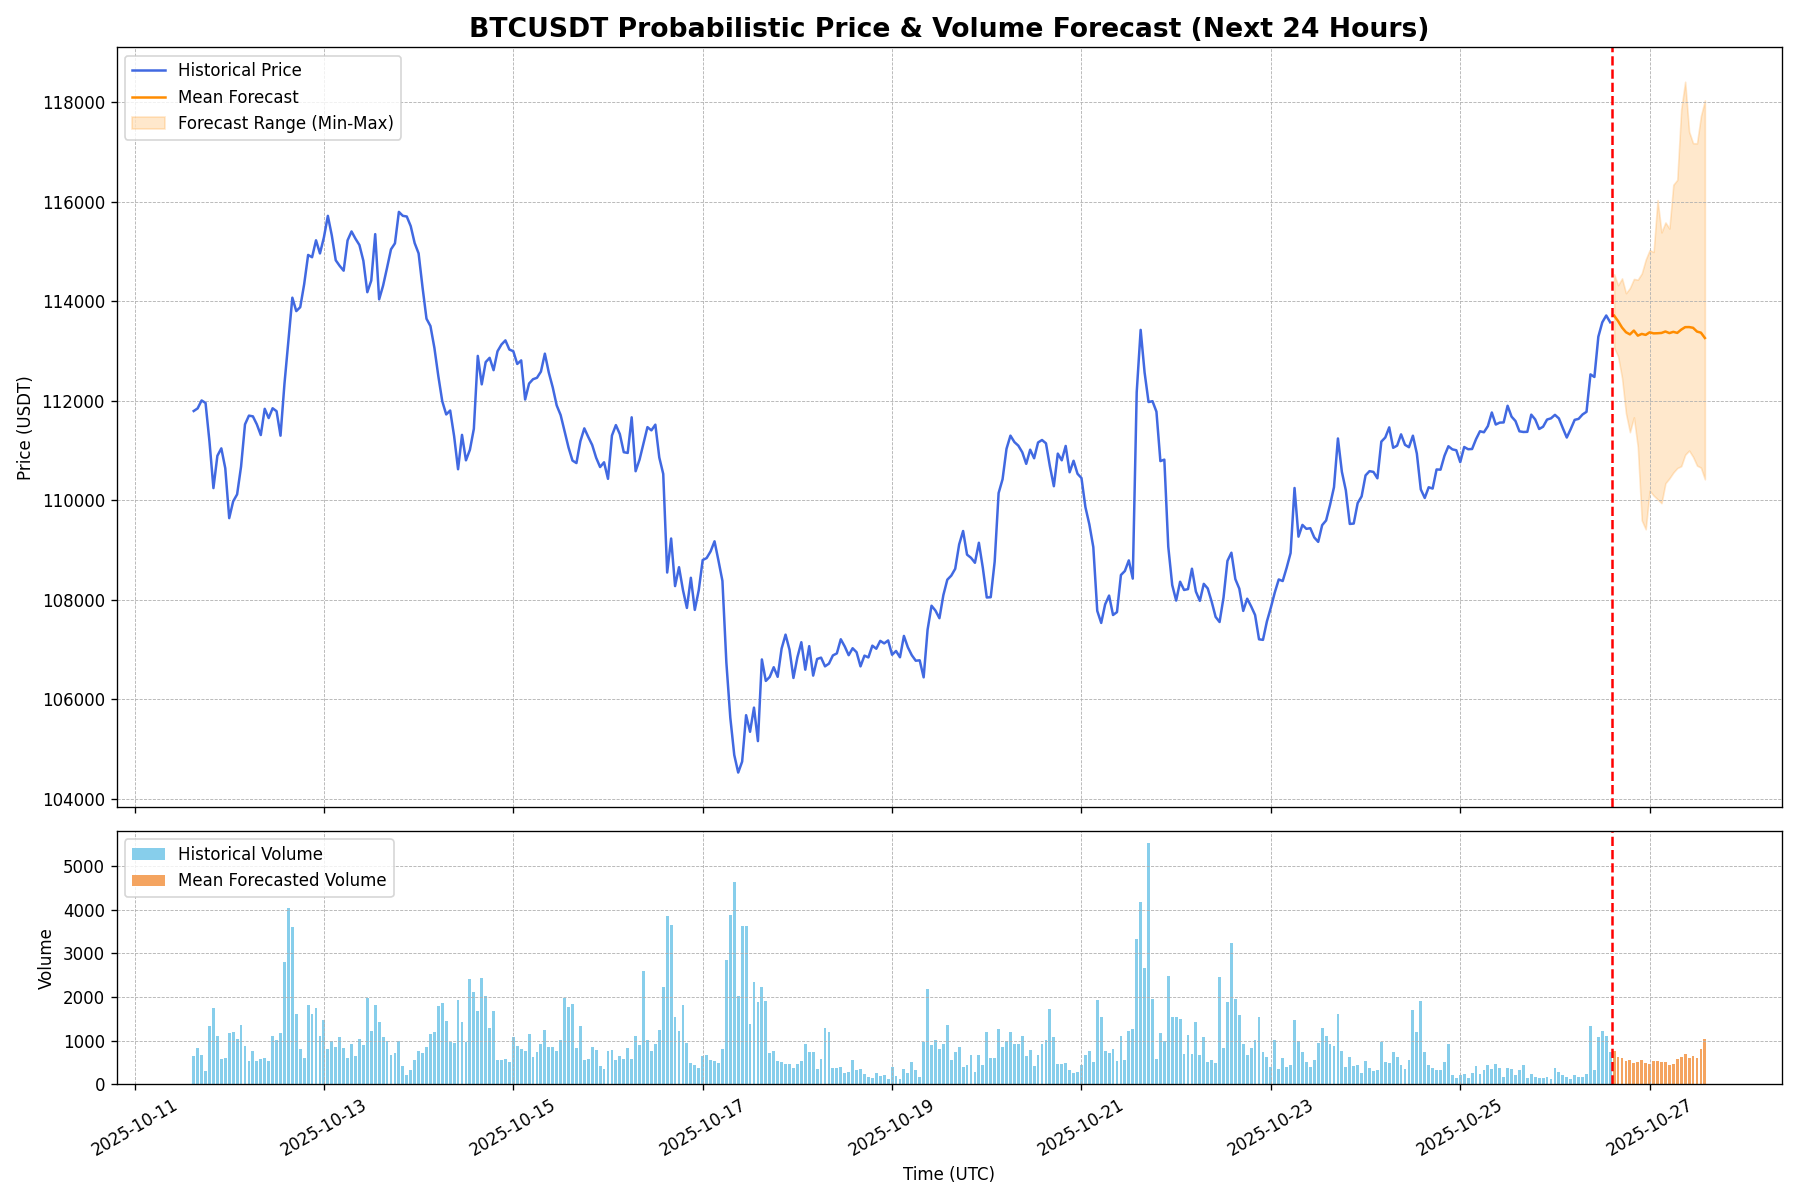 BTCUSDT Probabilistic Price & Volume Forecast (Next 24 Hours)
Historical Price
Mean Forecast
Forecast Range (Min-Max)
118000
116000
114000
112000
110000
108000
106000
104000
Price (USDT)
Historical Volume
Mean Forecasted Volume
5000
4000
3000
2000
1000
0
Volume
2025-10-11
2025-10-13
2025-10-15
2025-10-17
2025-10-19
2025-10-21
2025-10-23
2025-10-25
2025-10-27
Time (UTC)